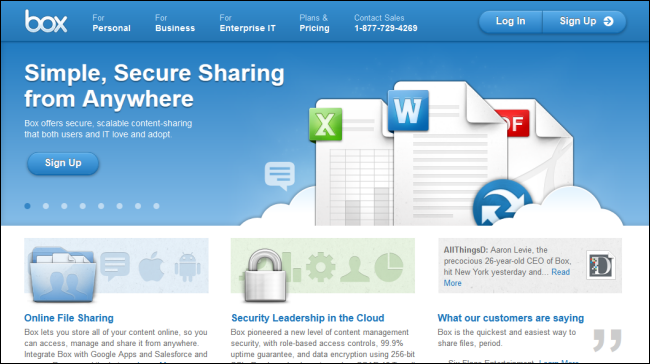 box
For Personal
For Business
For Enterprise IT
Plans & Pricing
Contact Sales 1-877-729-4269
Log In
Sign Up
Simple, Secure Sharing
from Anywhere
Box offers secure, scalable content-sharing
that both users and IT love and adopt
Sign Up
X
W
DF
AllThingsD: Aaron Levie, the
precocious 26-year-old CEO of Box,
hit New York yesterday and... Read
More
D
Online File Sharing
Box lets you store all of your content online, so you
can access, manage and share it from anywhere.
Integrate Box with Google Apps and Salesforce and
Security Leadership in the Cloud
Box pioneered a new level of content management
security, with role-based access controls, 99.9%
uptime guarantee, and data encryption using 256-bit
What our customers are saying
Box is the quickest and easiest way to
share files, period.